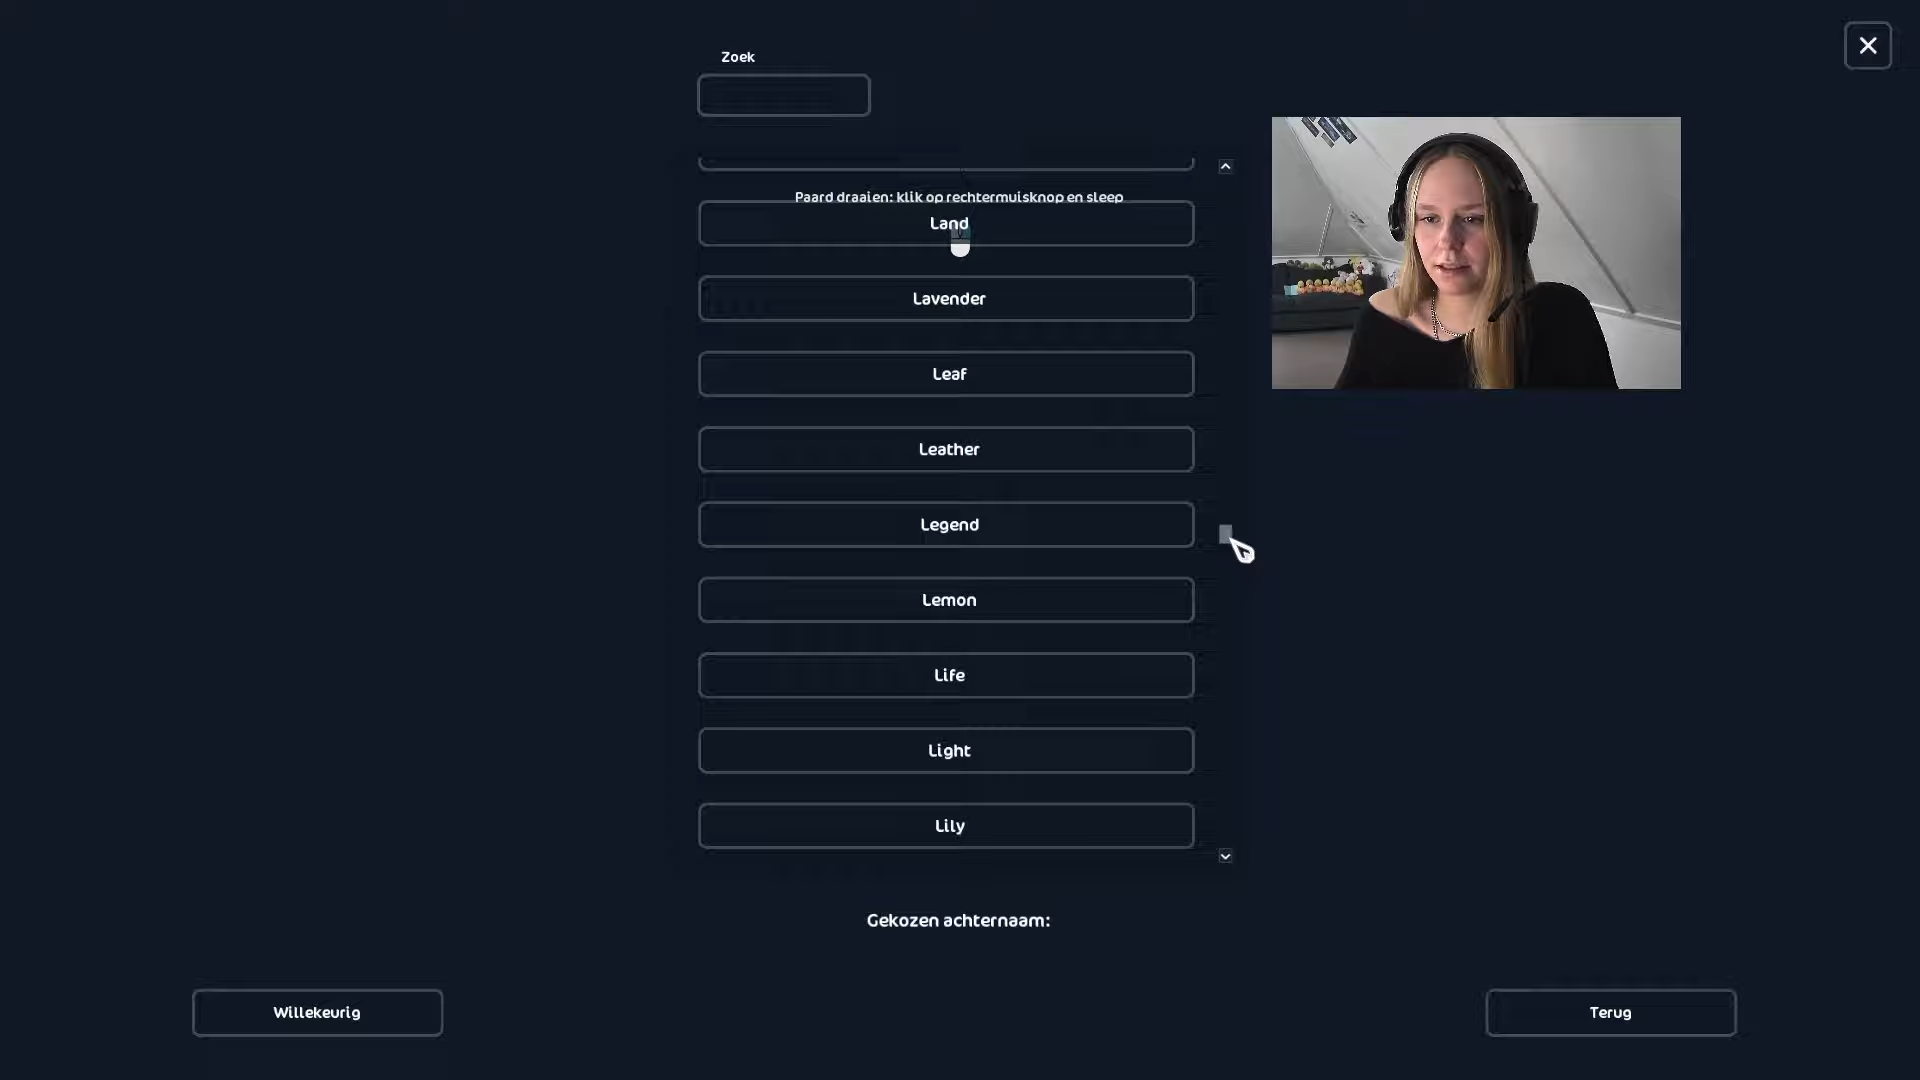 Zoek
Paard draaien: klik op rechtermuisknop en sleep
Land
Lavender
Leaf
Leather
Legend
Lemon
Life
Light
Lily
Gekozen achternaam:
Willekeurig
Terug